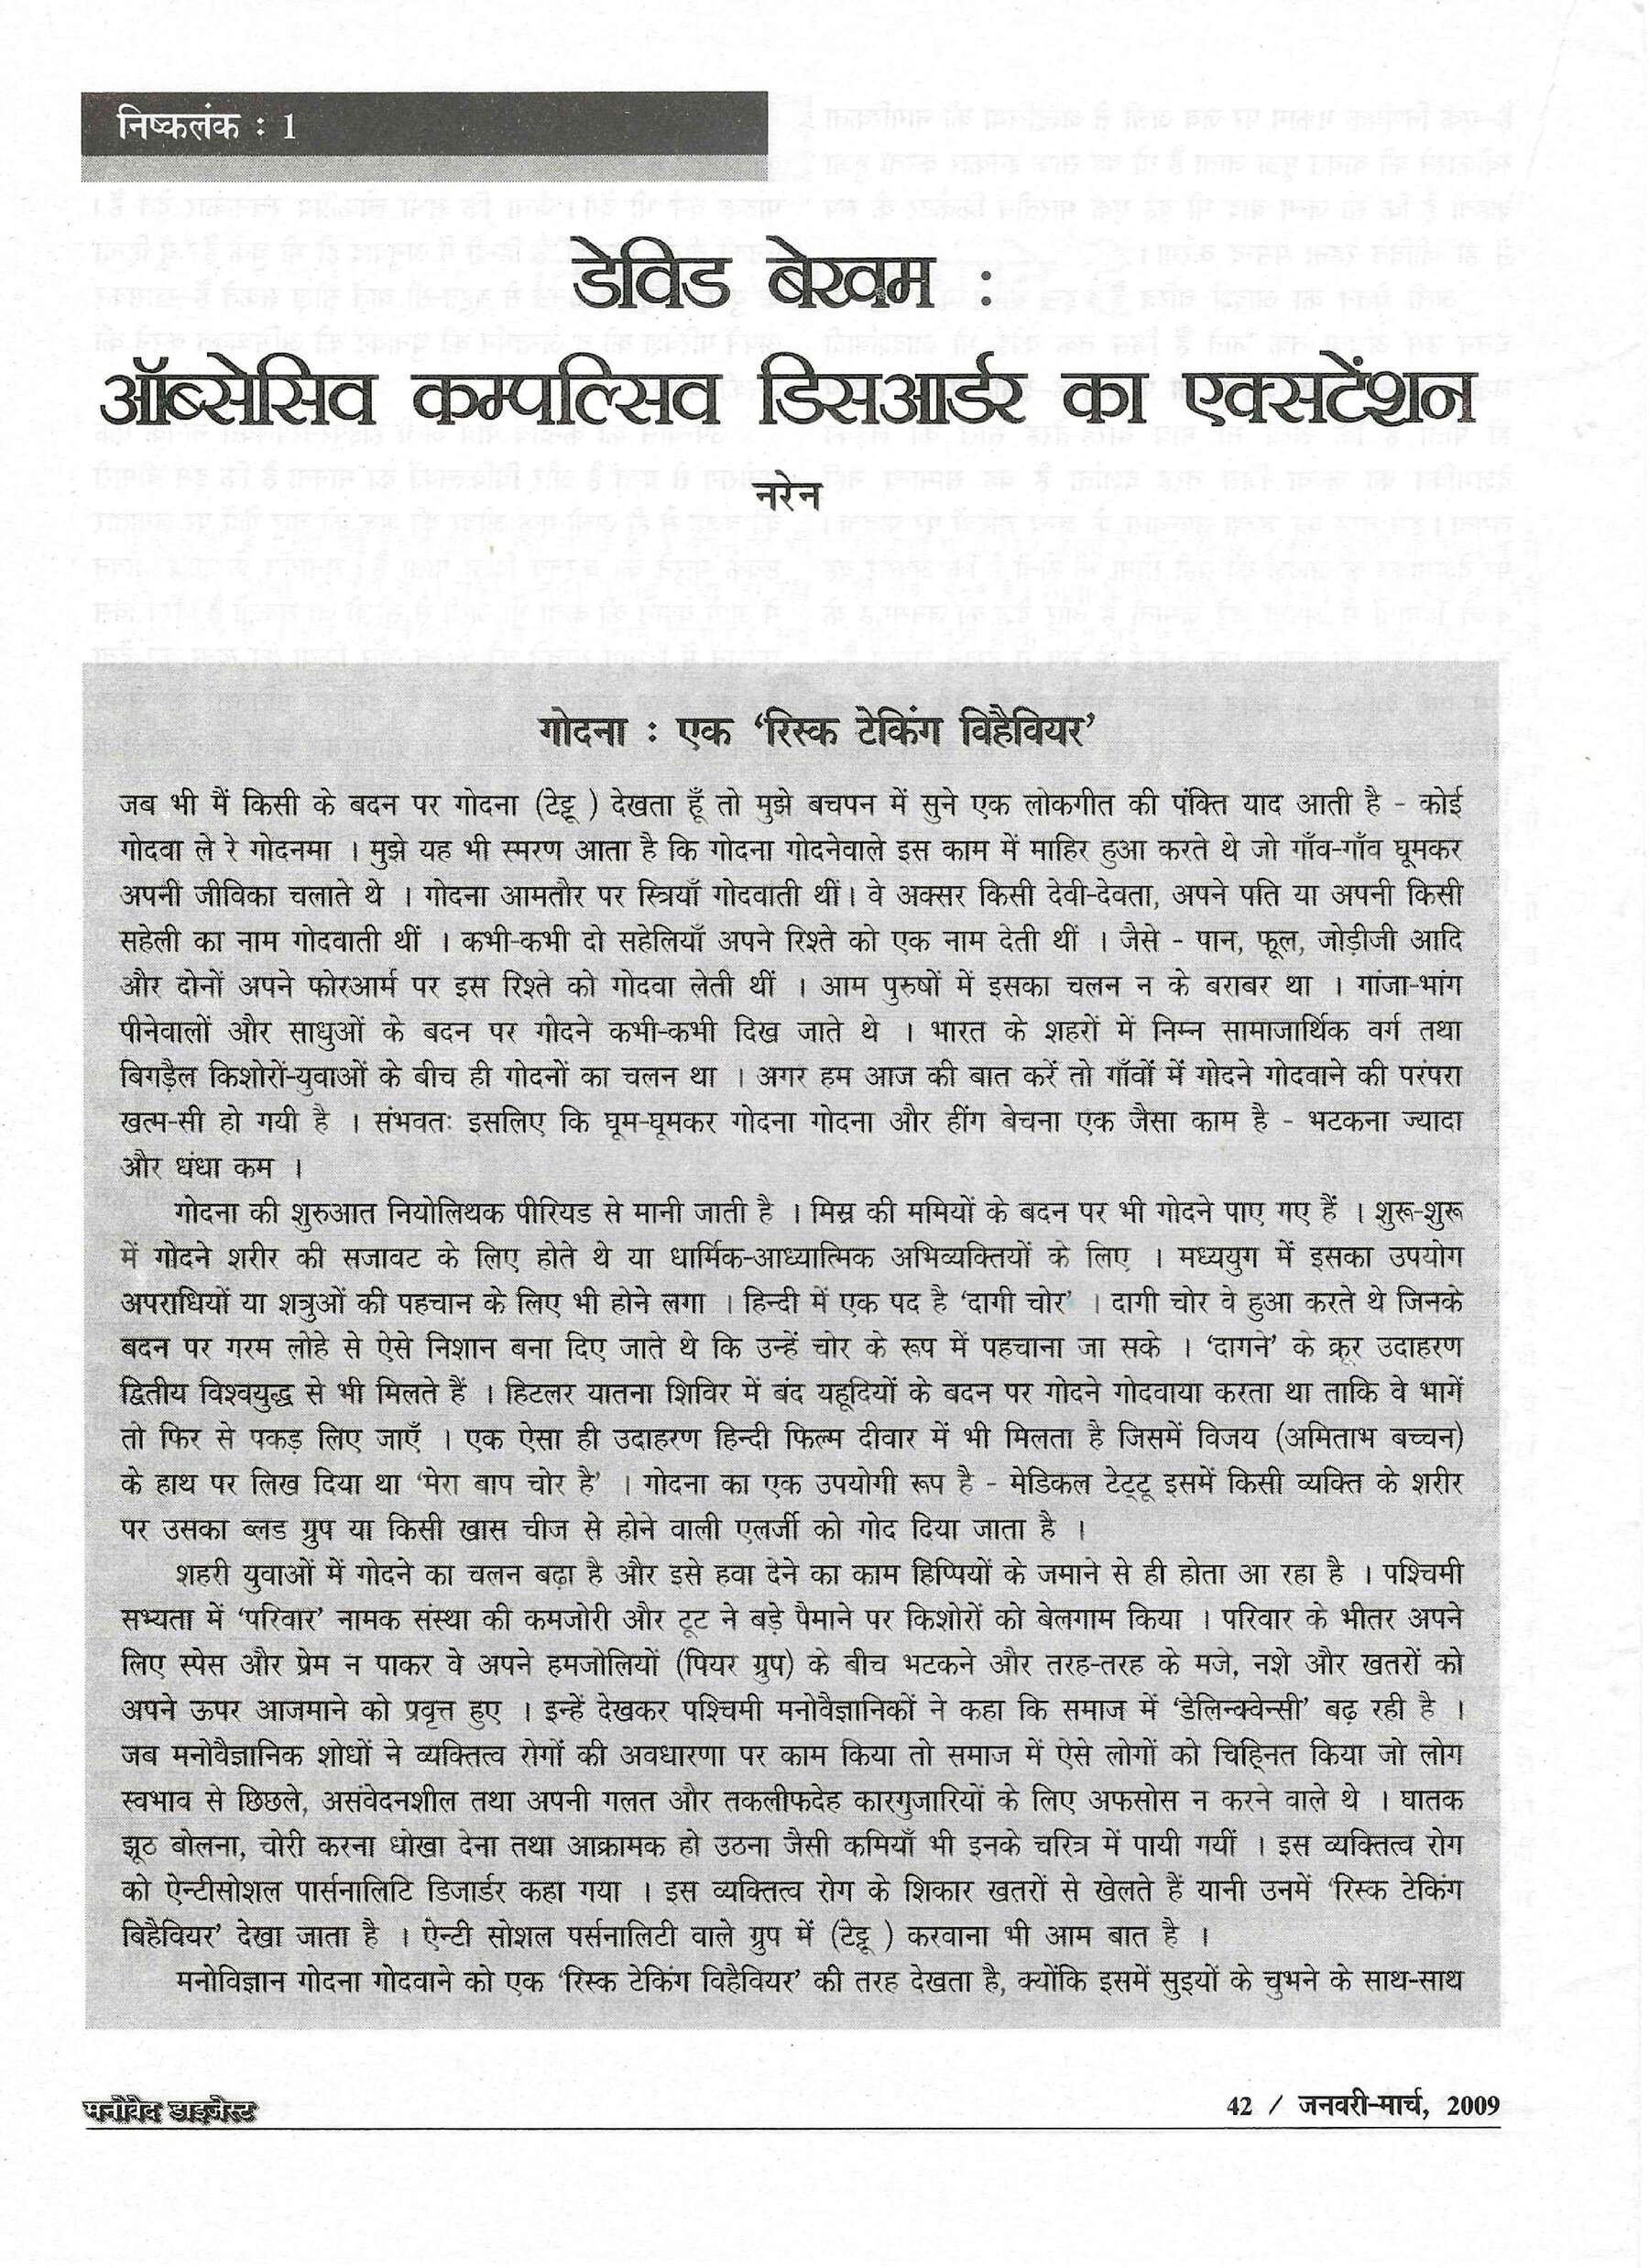 निष्कलंक : 1
डेविड बेखम :
ऑब्सेसिव कम्पल्सिव डिसआर्डर का एक्सटेंशन
नरेन
गोदना : एक ‘रिस्क टेकिंग विहैवियर’
जब भी मैं किसी के बदन पर गोदना (टेट्टू ) देखता हूँ तो मुझे बचपन में सुने एक लोकगीत की पंक्ति याद आती है - कोई
गोदवा ले रे गोदनमा । मुझे यह भी स्मरण आता है कि गोदना गोदनेवाले इस काम में माहिर हुआ करते थे जो गाँव-गाँव घूमकर
अपनी जीविका चलाते थे । गोदना आमतौर पर स्त्रियाँ गोदवाती थीं। वे अक्सर किसी देवी-देवता, अपने पति या अपनी किसी
सहेली का नाम गोदवाती थीं । कभी-कभी दो सहेलियाँ अपने रिश्ते को एक नाम देती थीं । जैसे - पान, फूल, जोड़ीजी आदि
और दोनों अपने फोरआर्म पर इस रिश्ते को गोदवा लेती थीं । आम पुरुषों में इसका चलन न के बराबर था । गांजा-भांग
पीनेवालों और साधुओं के बदन पर गोदने कभी-कभी दिख जाते थे । भारत के शहरों में निम्न सामाजार्थिक वर्ग तथा
बिगड़ैल किशोरों-युवाओं के बीच ही गोदनों का चलन था । अगर हम आज की बात करें तो गाँवों में गोदने गोदवाने की परंपरा
खत्म-सी हो गयी है । संभवतः इसलिए कि घूम-घूमकर गोदना गोदना और हींग बेचना एक जैसा काम है - भटकना ज्यादा
और धंधा कम ।
गोदना की शुरुआत नियोलिथक पीरियड से मानी जाती है । मिस्र की ममियों के बदन पर भी गोदने पाए गए हैं । शुरू-शुरू
में गोदने शरीर की सजावट के लिए होते थे या धार्मिक-आध्यात्मिक अभिव्यक्तियों के लिए । मध्ययुग में इसका उपयोग
अपराधियों या शत्रुओं की पहचान के लिए भी होने लगा । हिन्दी में एक पद है ‘दागी चोर’ । दागी चोर वे हुआ करते थे जिनके
बदन पर गरम लोहे से ऐसे निशान बना दिए जाते थे कि उन्हें चोर के रूप में पहचाना जा सके । ‘दागने’ के क्रूर उदाहरण
द्वितीय विश्वयुद्ध से भी मिलते हैं । हिटलर यातना शिविर में बंद यहूदियों के बदन पर गोदने गोदवाया करता था ताकि वे भागें
तो फिर से पकड़ लिए जाएँ । एक ऐसा ही उदाहरण हिन्दी फिल्म दीवार में भी मिलता है जिसमें विजय (अमिताभ बच्चन)
के हाथ पर लिख दिया था ‘मेरा बाप चोर है’ । गोदना का एक उपयोगी रूप है - मेडिकल टेट्टू इसमें किसी व्यक्ति के शरीर
पर उसका ब्लड ग्रुप या किसी खास चीज से होने वाली एलर्जी को गोद दिया जाता है ।
शहरी युवाओं में गोदने का चलन बढ़ा है और इसे हवा देने का काम हिप्पियों के जमाने से ही होता आ रहा है । पश्चिमी
सभ्यता में ‘परिवार’ नामक संस्था की कमजोरी और टूट ने बड़े पैमाने पर किशोरों को बेलगाम किया । परिवार के भीतर अपने
लिए स्पेस और प्रेम न पाकर वे अपने हमजोलियों (पियर ग्रुप) के बीच भटकने और तरह-तरह के मजे, नशे और खतरों को
अपने ऊपर आजमाने को प्रवृत्त हुए । इन्हें देखकर पश्चिमी मनोवैज्ञानिकों ने कहा कि समाज में ‘डेलिन्क्वेन्सी’ बढ़ रही है ।
जब मनोवैज्ञानिक शोधों ने व्यक्तित्व रोगों की अवधारणा पर काम किया तो समाज में ऐसे लोगों को चिह्नित किया जो लोग
स्वभाव से छिछले, असंवेदनशील तथा अपनी गलत और तकलीफदेह कारगुजारियों के लिए अफसोस न करने वाले थे । घातक
झूठ बोलना, चोरी करना धोखा देना तथा आक्रामक हो उठना जैसी कमियाँ भी इनके चरित्र में पायी गयीं । इस व्यक्तित्व रोग
को ऐन्टीसोशल पार्सनालिटि डिजार्डर कहा गया । इस व्यक्तित्व रोग के शिकार खतरों से खेलते हैं यानी उनमें ‘रिस्क टेकिंग
बिहैवियर’ देखा जाता है । ऐन्टी सोशल पर्सनालिटी वाले ग्रुप में (टेट्टू ) करवाना भी आम बात है ।
मनोविज्ञान गोदना गोदवाने को एक ‘रिस्क टेकिंग विहैवियर’ की तरह देखता है, क्योंकि इसमें सुइयों के चुभने के साथ-साथ
मनोवेद डाइजेस्ट
42 / जनवरी-मार्च, 2009